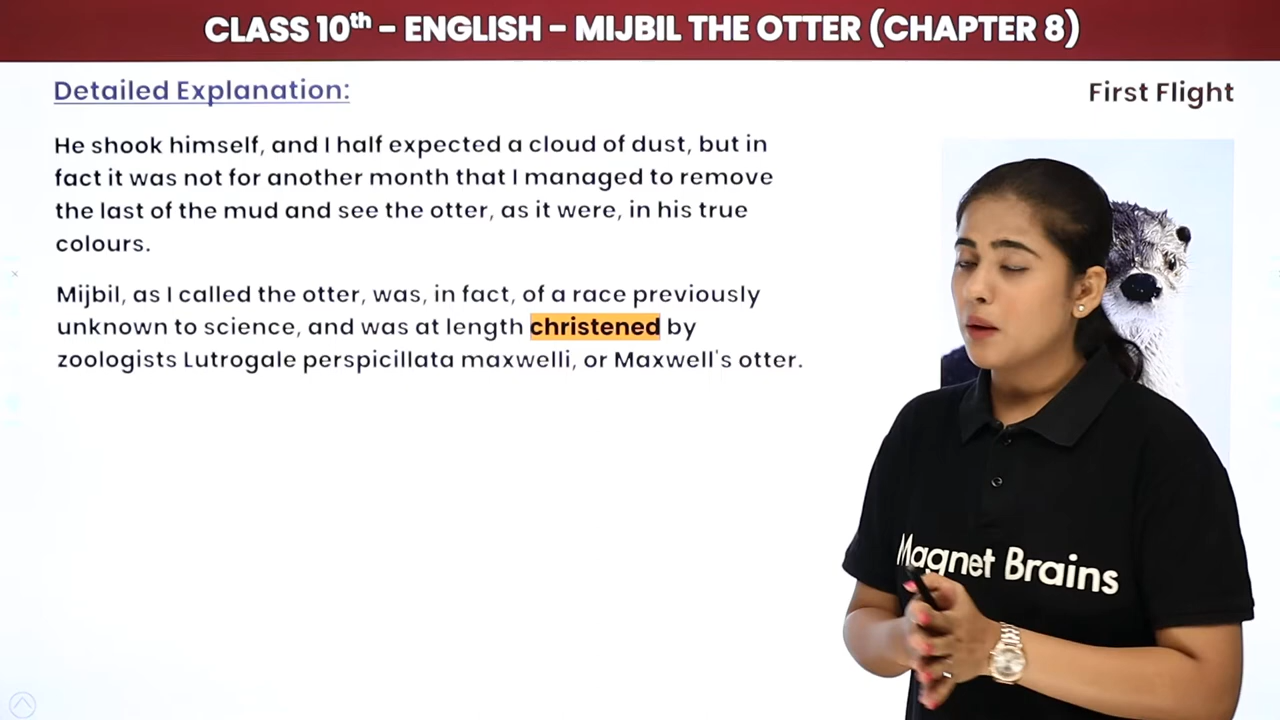 CLASS 10th - ENGLISH - MIJBIL THE OTTER (CHAPTER 8)
Detailed Explanation:
First Flight
He shook himself, and I half expected a cloud of dust, but in
fact it was not for another month that I managed to remove
the last of the mud and see the otter, as it were, in his true
colours.
Mijbil, as I called the otter, was, in fact, of a race previously
unknown to science, and was at length christened by
zoologists Lutrogale perspicillata maxwelli, or Maxwell's otter.
Magnet Brains